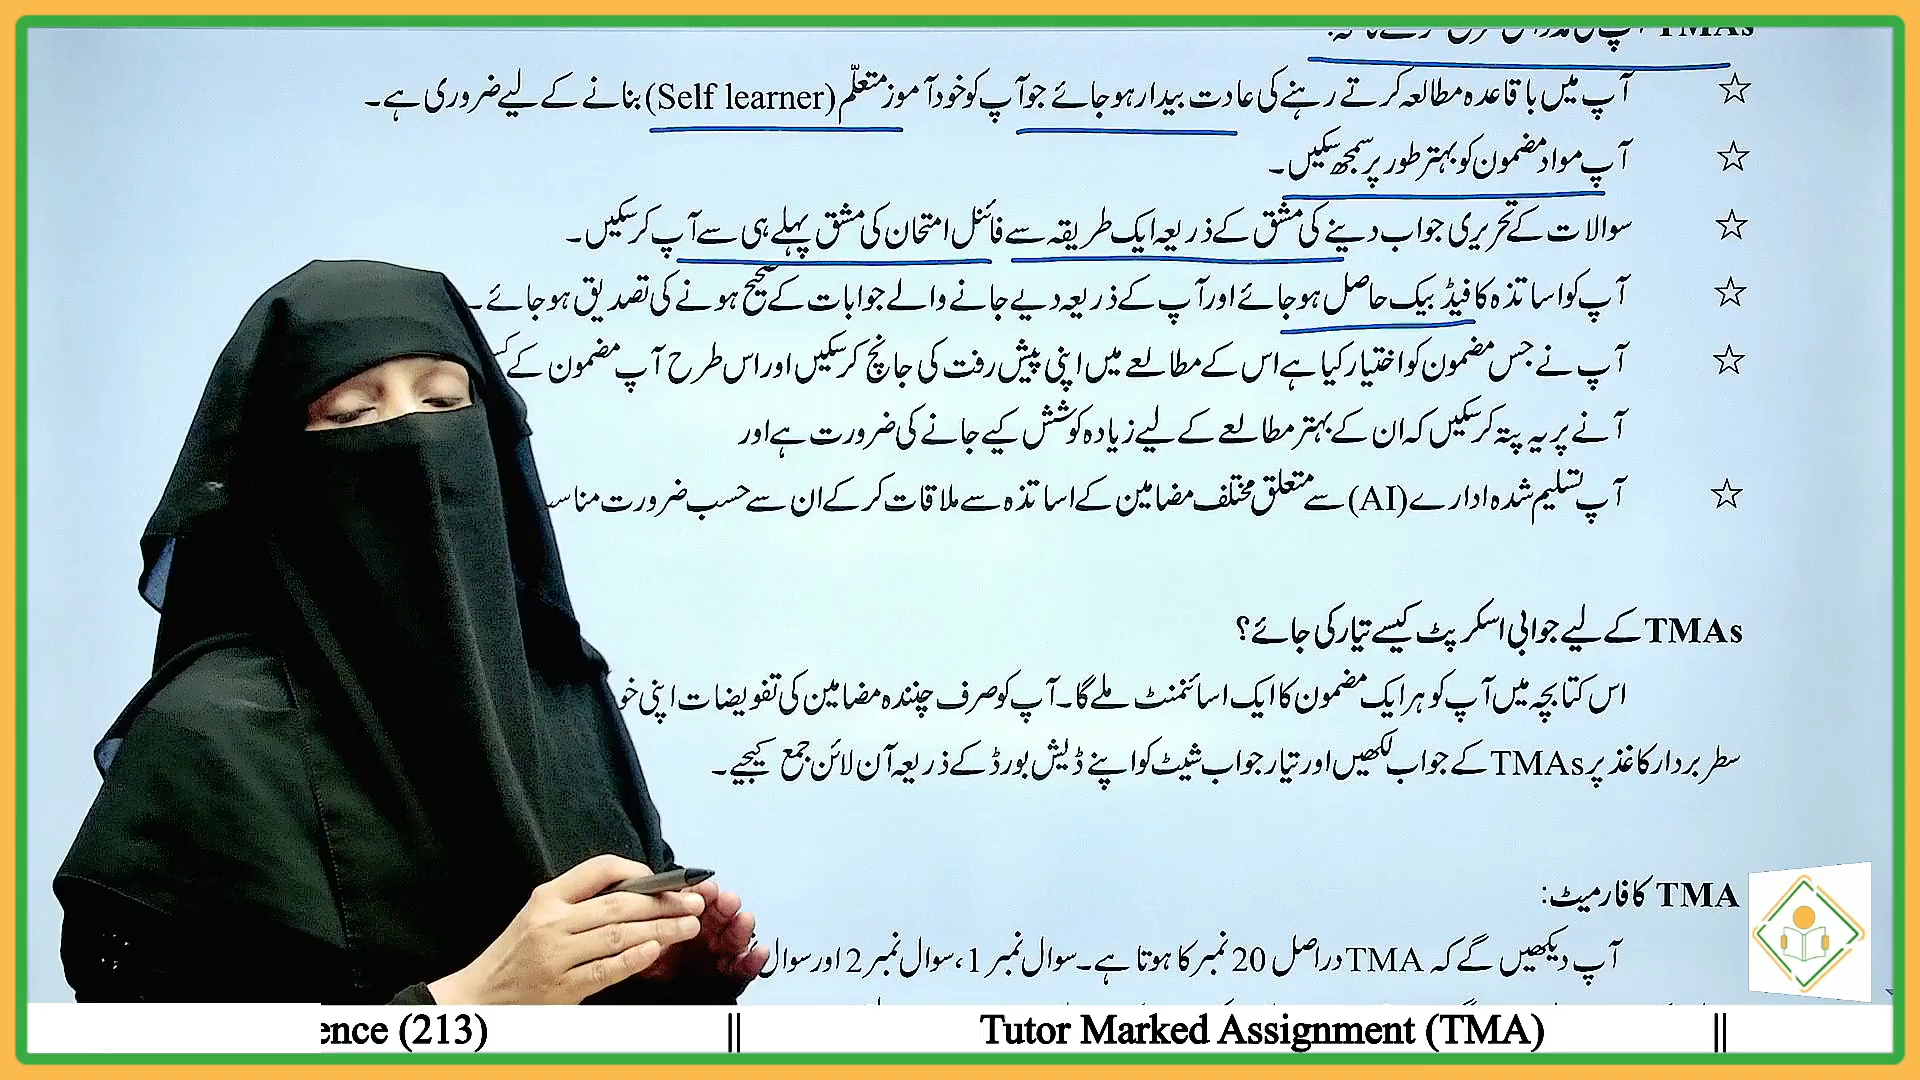 TMAs
☆ آپ میں باقاعدہ مطالعہ کرتے رہنے کی عادت بیدار ہو جائے جو آپ کو خود آموز متعلّم (Self learner) بنانے کے لیے ضروری ہے۔
☆ آپ مواد مضمون کو بہتر طور پر سمجھ سکیں۔
☆ سوالات کے تحریری جواب دینے کی مشق کے ذریعہ ایک طریقہ سے فائنل امتحان کی مشق پہلے ہی سے آپ کر سکیں۔
☆ آپ کو اساتذہ کا فیڈ بیک حاصل ہو جائے اور آپ کے ذریعہ دیے جانے والے جوابات کے صحیح ہونے کی تصدیق ہو جائے۔
☆ آپ نے جس مضمون کو اختیار کیا ہے اس کے مطالعے میں اپنی پیش رفت کی جانچ کر سکیں اور اس طرح آپ مضمون کے
آنے پر یہ پتہ کر سکیں کہ ان کے بہتر مطالعے کے لیے زیادہ کوشش کیے جانے کی ضرورت ہے اور
☆ آپ تسلیم شدہ ادارے (AI) سے متعلق مختلف مضامین کے اساتذہ سے ملاقات کر کے ان سے حسب ضرورت
TMAs کے لیے جوابی اسکرپٹ کیسے تیار کی جائے؟
اس کتابچہ میں آپ کو ہر ایک مضمون کا ایک اسائنمنٹ ملے گا۔ آپ کو صرف چنندہ مضامین کی تفویضات اپنی
سطر بردار کاغذ پر TMAs کے جواب لکھیں اور تیار جواب شیٹ کو اپنے ڈیش بورڈ کے ذریعہ آن لائن جمع کیجیے۔
TMA کا فارمیٹ:
آپ دیکھیں گے کہ TMA دراصل 20 نمبر کا ہوتا ہے۔ سوال نمبر 1، سوال نمبر 2 اور سوال
ence (213) || Tutor Marked Assignment (TMA) ||